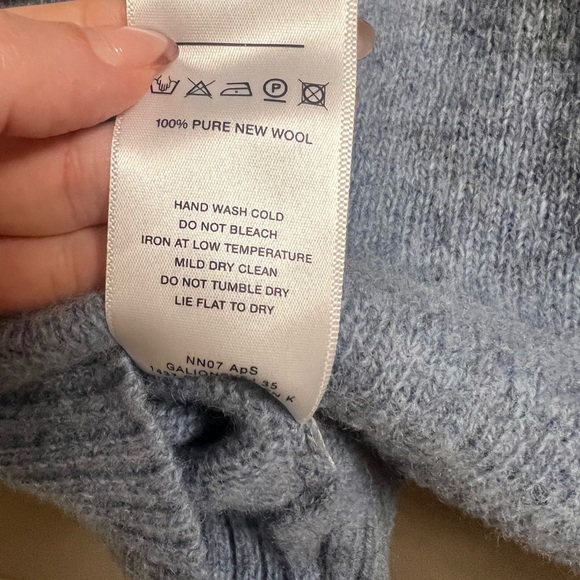 P
100% PURE NEW WOOL
HAND WASH COLD
DO NOT BLEACH
IRON AT LOW TEMPERATURE
MILD DRY CLEAN
DO NOT TUMBLE DRY
LIE FLAT TO DRY
NN07 ApS
35
K